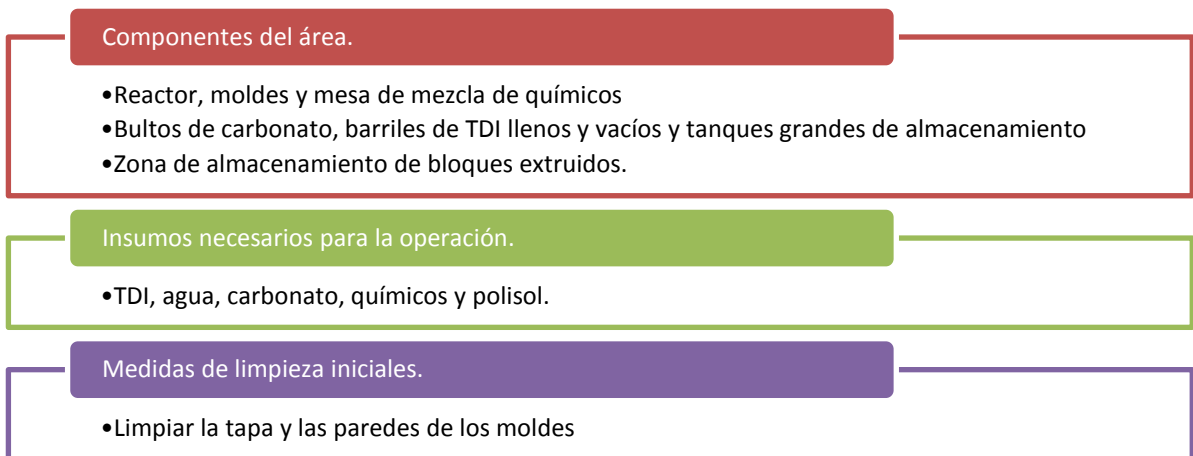 Componentes del área.
•Reactor, moldes y mesa de mezcla de químicos
•Bultos de carbonato, barriles de TDI llenos y vacíos y tanques grandes de almacenamiento
•Zona de almacenamiento de bloques extruidos.
Insumos necesarios para la operación.
•TDI, agua, carbonato, químicos y polisol.
Medidas de limpieza iniciales.
•Limpiar la tapa y las paredes de los moldes